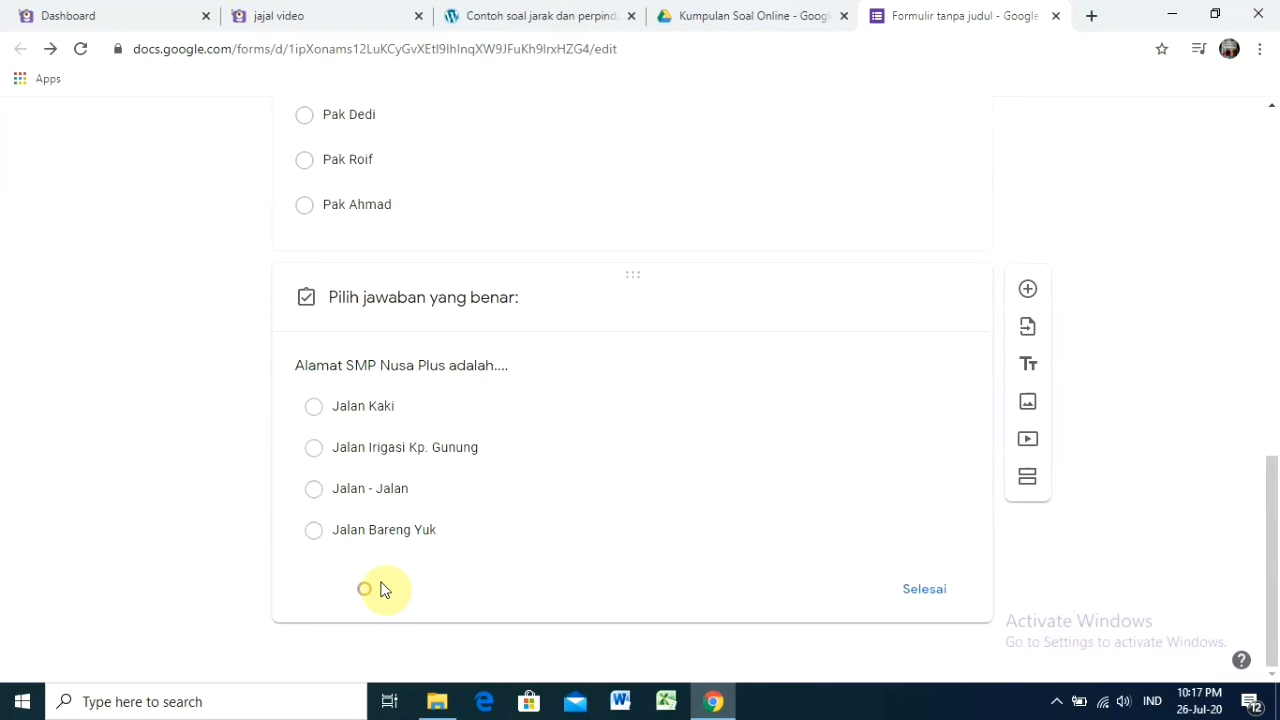 Dashboard
jajal video
Contoh soal jarak dan perpind
Kumpulan Soal Online - Google
Formulir tanpa judul - Google
docs.google.com/forms/d/1ipXonams12LuKCyGvXEtl9IhlnqXW9JFuKh9IrxHZG4/edit
Apps
Pak Dedi
Pak Roif
Pak Ahmad
Pilih jawaban yang benar:
Alamat SMP Nusa Plus adalah....
Jalan Kaki
Jalan Irigasi Kp. Gunung
Jalan - Jalan
Jalan Bareng Yuk
Selesai
Activate Windows
Go to Settings to activate Windows.
Type here to search
IND
10:17 PM
26-Jul-20
12